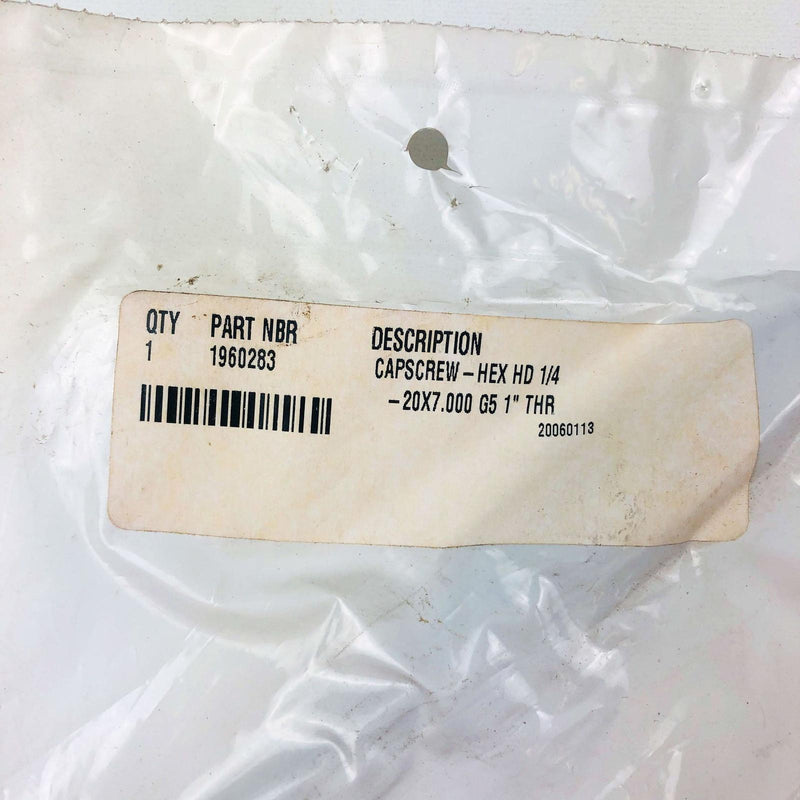 QTY PART NBR DESCRIPTION
1 1960283 CAPSCREW-HEX HD 1/4
-20X7.000 G5 1" THR
20060113